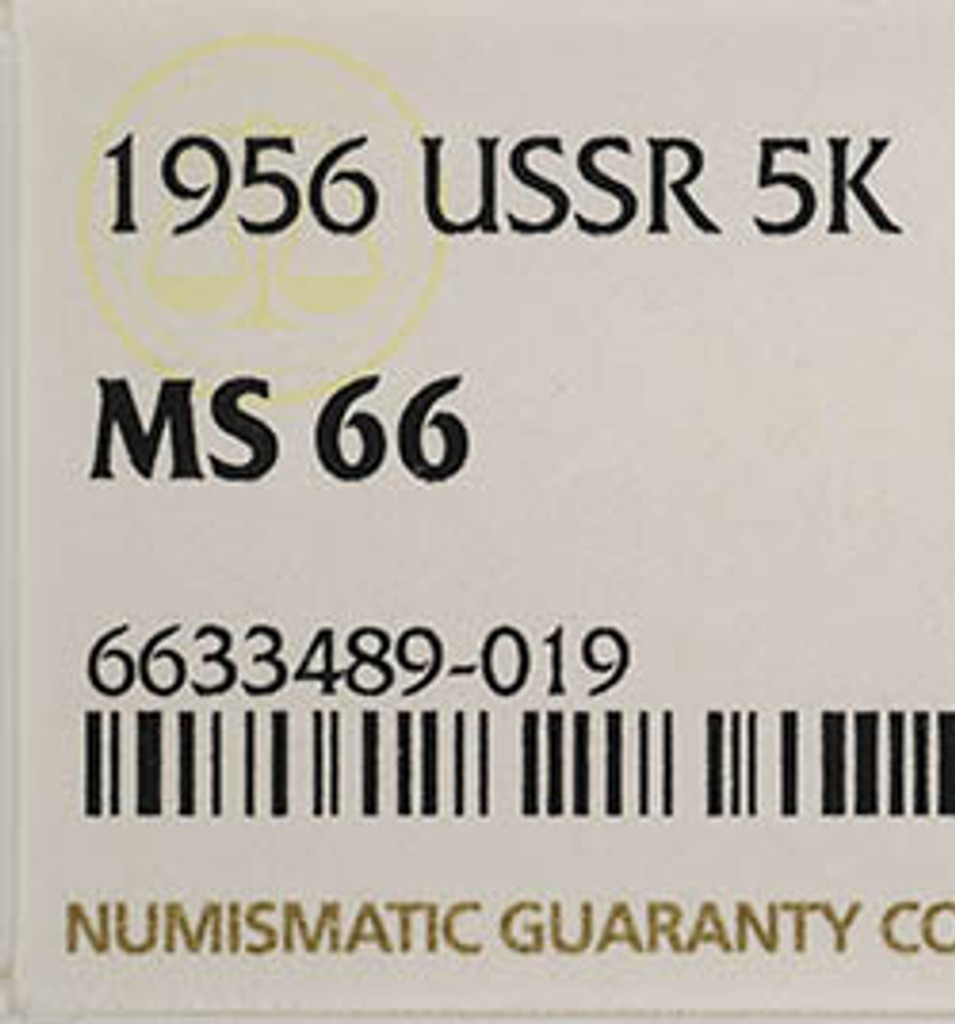 1956 USSR 5K
MS 66
6633489-019
NUMISMATIC GUARANTY CO